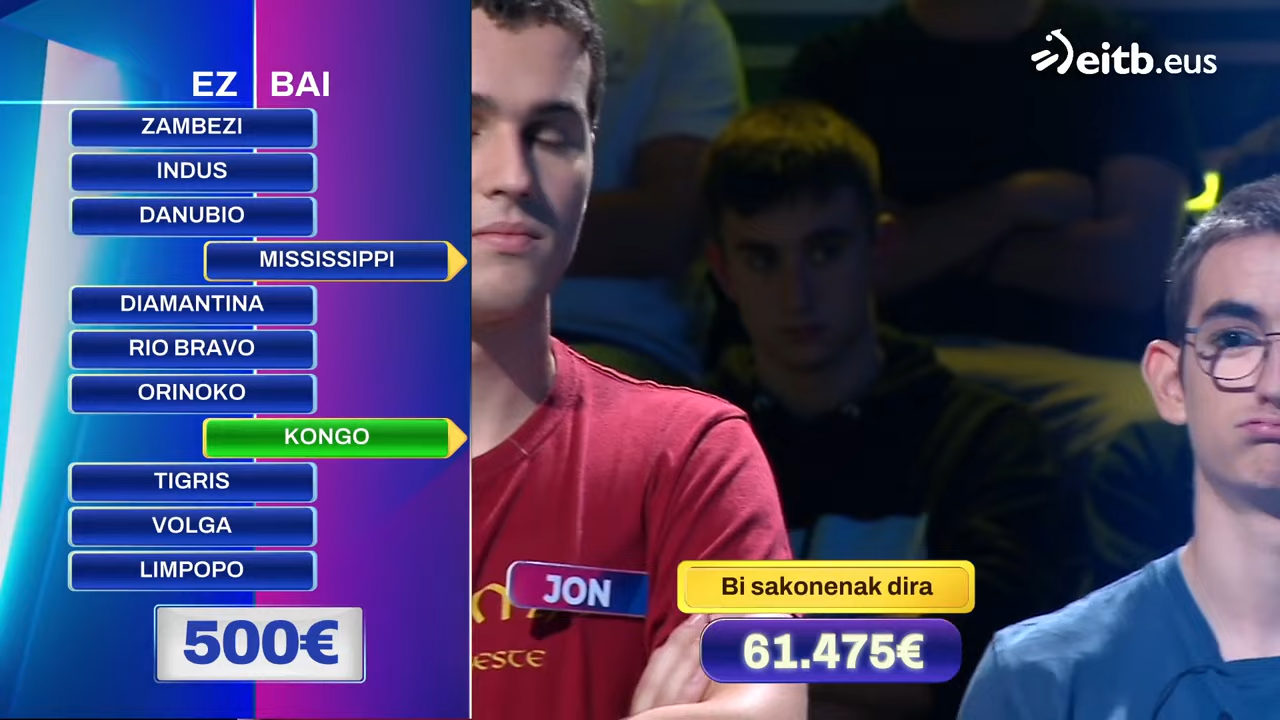 eitb.eus
EZ BAI
ZAMBEZI
INDUS
DANUBIO
MISSISSIPPI
DIAMANTINA
RIO BRAVO
ORINOKO
KONGO
TIGRIS
VOLGA
LIMPOPO
500€
JON
ESTE
Bi sakonenak dira
61.475€